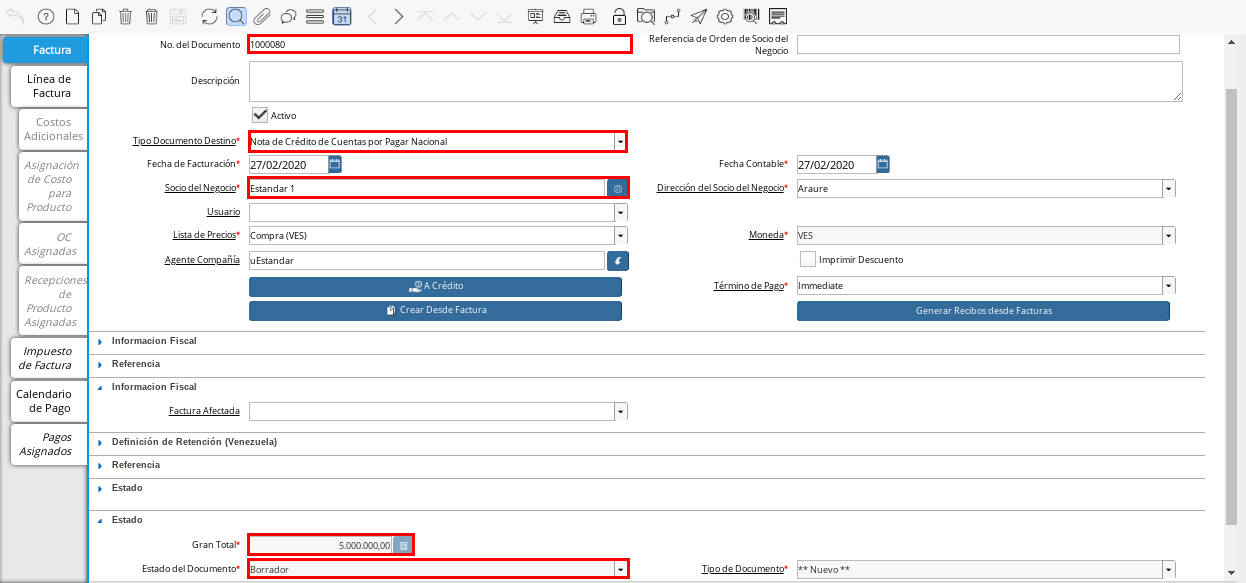 31
Factura
Línea de
Factura
Costos
Adicionales
Asignación
de Costo
para
Producto
OC
Asignadas
Recepciones
de
Producto
Asignadas
Impuesto
de Factura
Calendario
de Pago
Pagos
Asignados
No. del Documento 1000080 Referencia de Orden de Socio del
Negocio
Descripción
Activo
Tipo Documento Destino* Nota de Crédito de Cuentas por Pagar Nacional
Fecha de Facturación* 27/02/2020 Fecha Contable* 27/02/2020
Socio del Negocio* Estandar 1 Dirección del Socio del Negocio* Araure
Usuario
Lista de Precios* Compra (VES) Moneda* VES
Agente Compañía uEstandar Imprimir Descuento
A Crédito Término de Pago* Immediate
Crear Desde Factura Generar Recibos desde Facturas
Informacion Fiscal
Referencia
Informacion Fiscal
Factura Afectada
Definición de Retención (Venezuela)
Referencia
Estado
Estado
Gran Total* 5.000.000,00
Estado del Documento* Borrador Tipo de Documento* ** Nuevo **